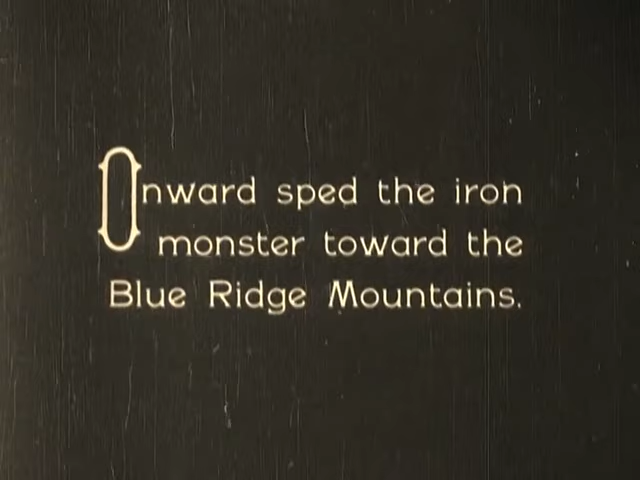 Onward sped the iron
monster toward the
Blue Ridge Mountains.